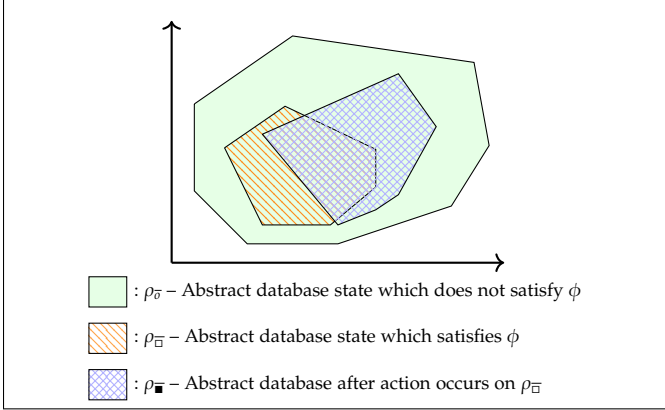 : ρ_σ̅ – Abstract database state which does not satisfy ϕ
: ρ_□̅ – Abstract database state which satisfies ϕ
: ρ_■̅ – Abstract database after action occurs on ρ_□̅